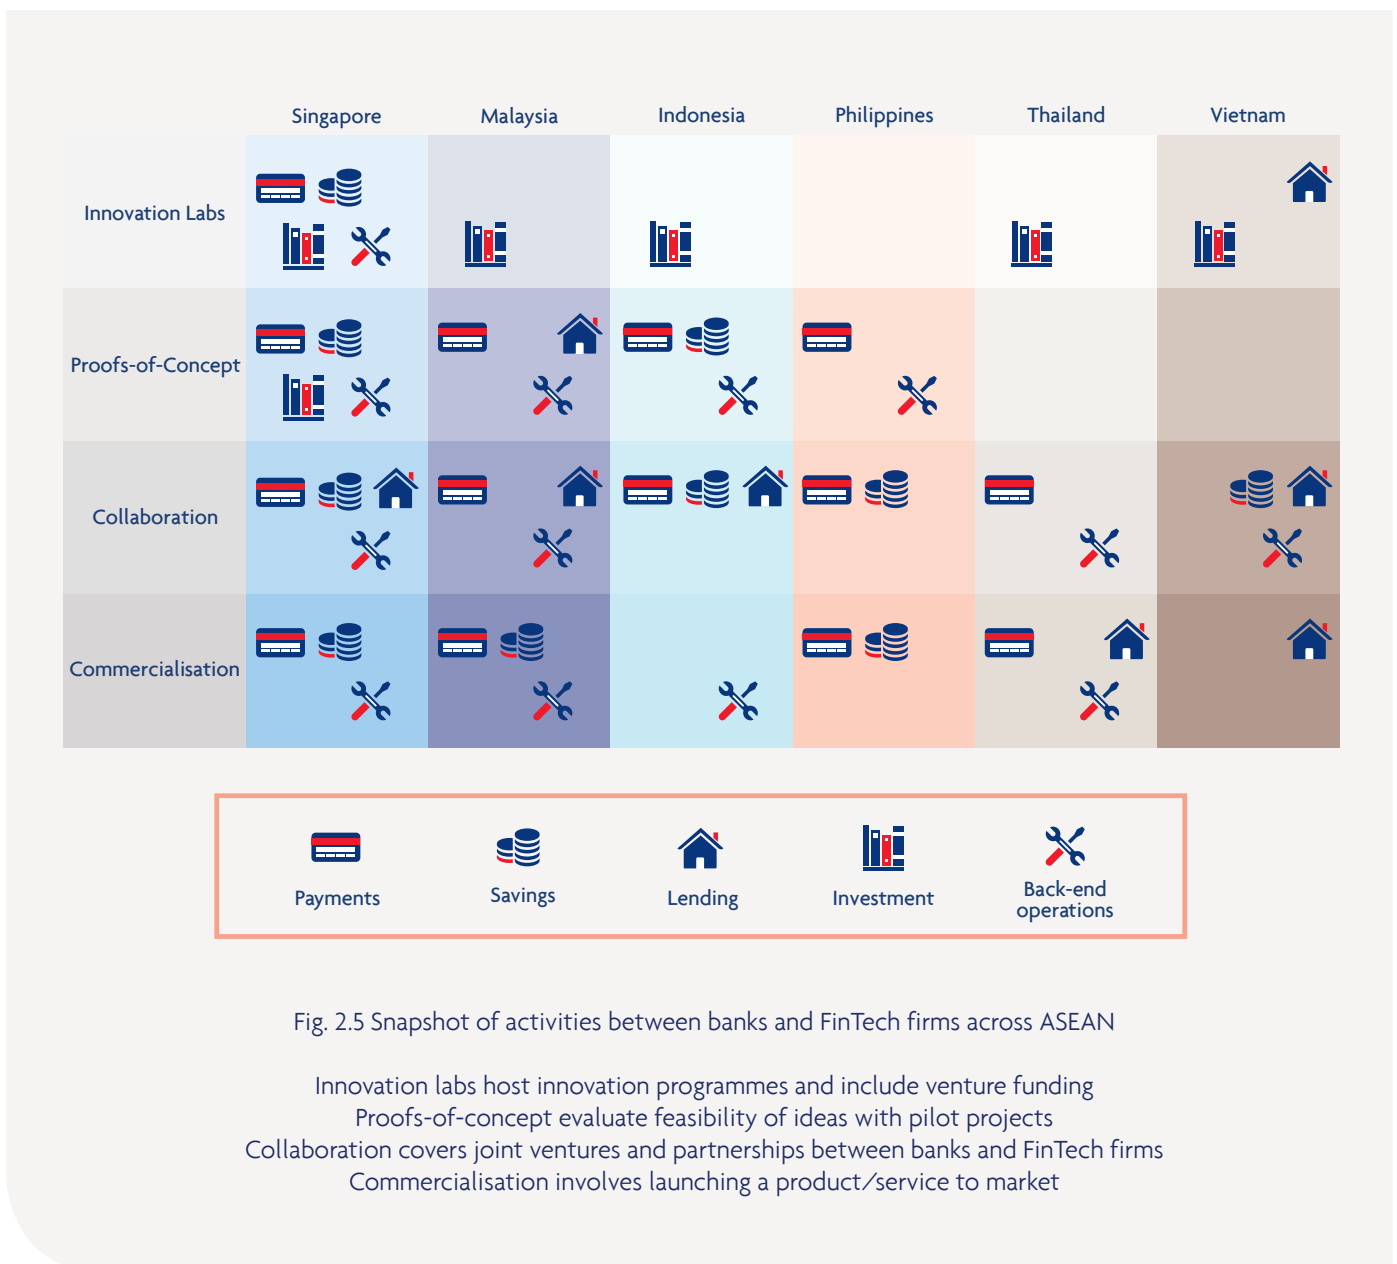 Singapore Malaysia Indonesia Philippines Thailand Vietnam
Innovation Labs
Proofs-of-Concept
Collaboration
Commercialisation
Payments Savings Lending Investment Back-end
operations
Fig. 2.5 Snapshot of activities between banks and FinTech firms across ASEAN
Innovation labs host innovation programmes and include venture funding
Proofs-of-concept evaluate feasibility of ideas with pilot projects
Collaboration covers joint ventures and partnerships between banks and FinTech firms
Commercialisation involves launching a product/service to market